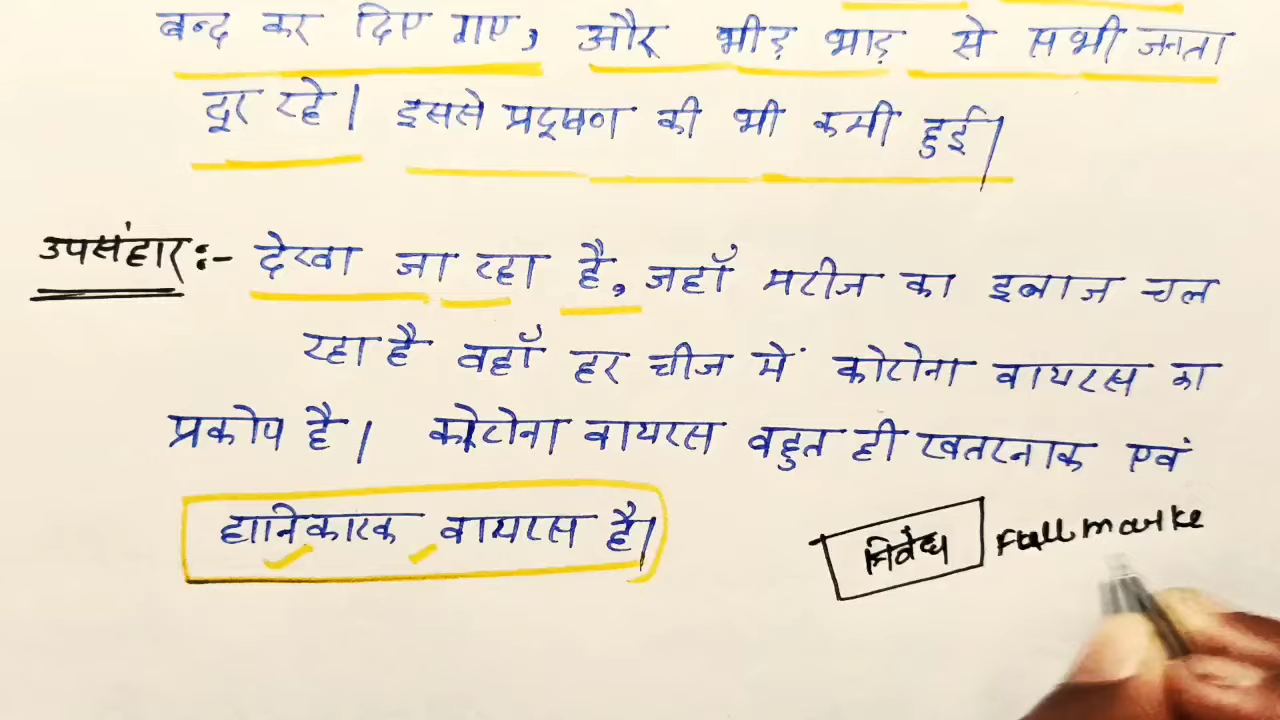 बन्द कर दिए गए, और भीड़ भाड़ से सभी जनता
दूर रहे। इससे प्रदूषण की भी कमी हुई।
उपसंहार:- देखा जा रहा है, जहाँ मरीज का इलाज चल
रहा है वहाँ हर चीज में कोरोना वायरस का
प्रकोप है। कोरोना वायरस बहुत ही खतरनाक एवं
हानिकारक वायरस है।
निबंध Full marke